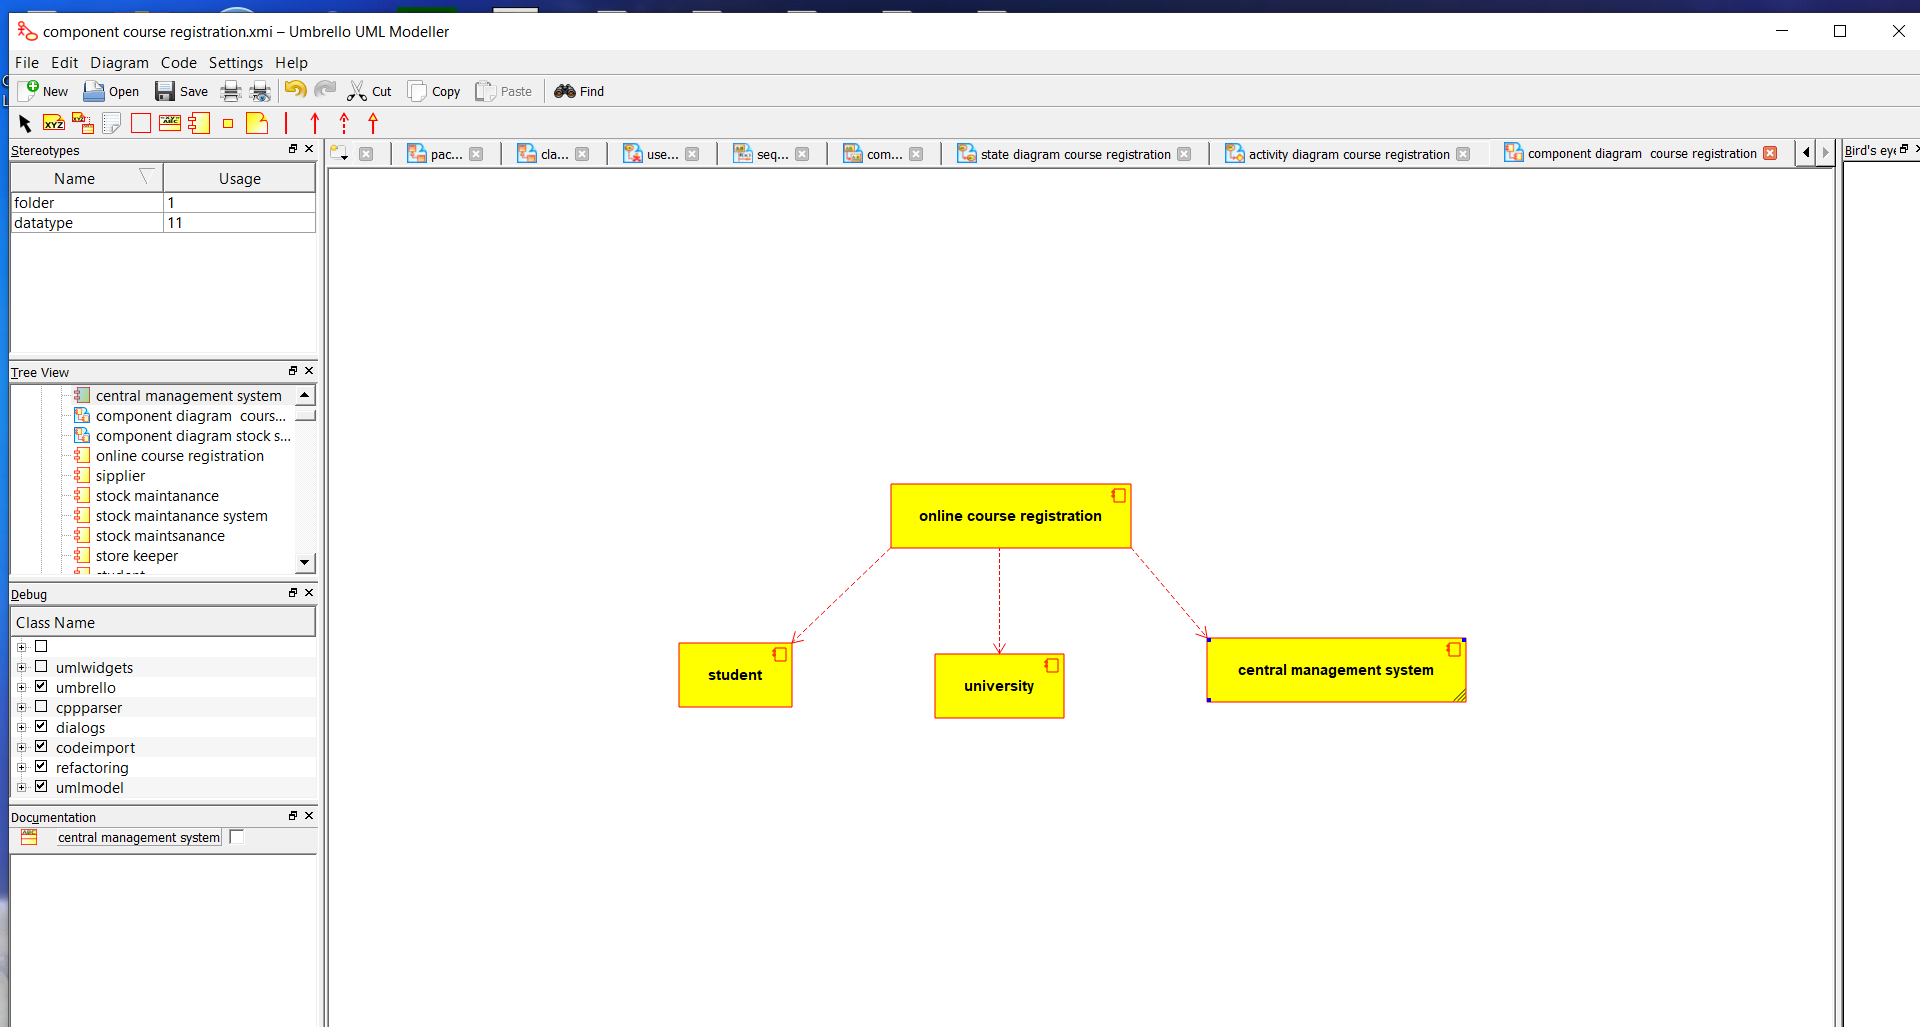 component course registration.xmi – Umbrello UML Modeller
File Edit Diagram Code Settings Help
New Open Save Cut Copy Paste Find
XYZ XYZ ABC
Stereotypes
Name Usage
folder 1
datatype 11
Tree View
central management system
component diagram cours...
component diagram stock s...
online course registration
sipplier
stock maintanance
stock maintanance system
stock maintsanance
store keeper
student
Debug
Class Name
umlwidgets
umbrello
cppparser
dialogs
codeimport
refactoring
umlmodel
Documentation
central management system
pac... cla... use... seq... com... state diagram course registration activity diagram course registration component diagram course registration
online course registration
student
university
central management system
Bird's eye